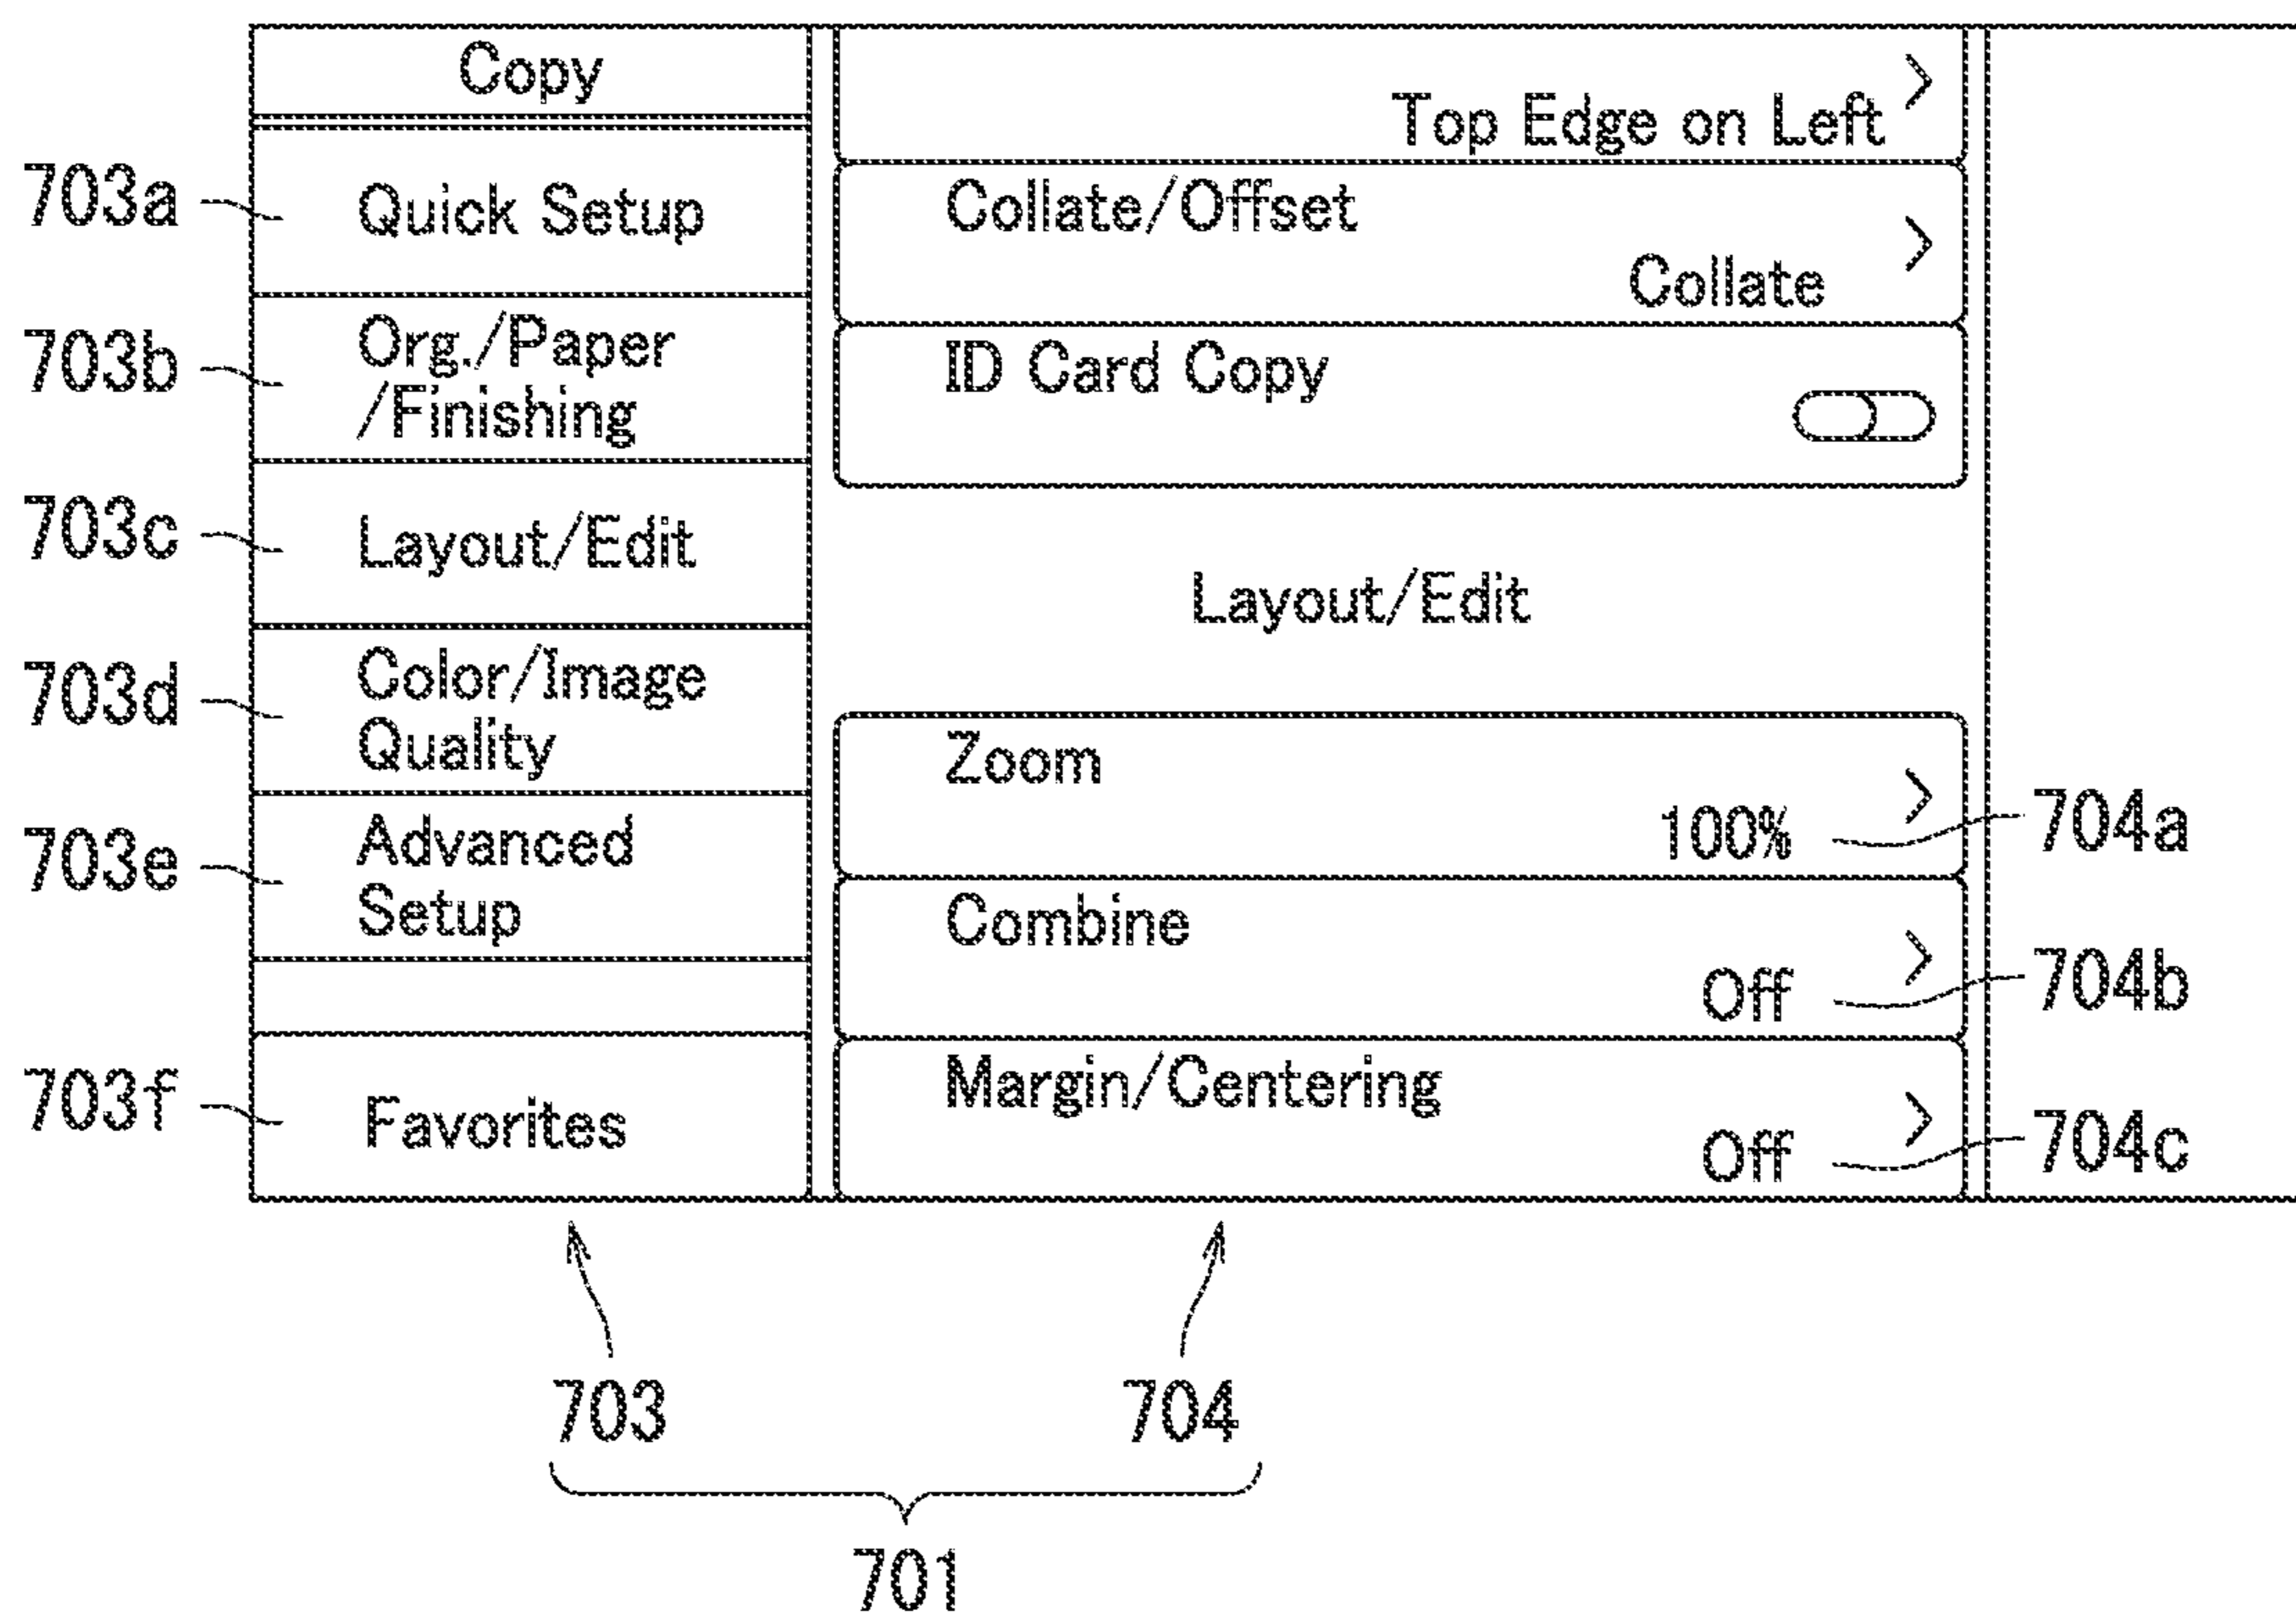 Copy
703a
Quick Setup
703b
Org./Paper
/Finishing
703c
Layout/Edit
703d
Color/Image
Quality
703e
Advanced
Setup
703f
Favorites
Top Edge on Left
>
Collate/Offset
>
Collate
ID Card Copy
Layout/Edit
Zoom
>
100%
704a
Combine
>
Off
704b
Margin/Centering
>
Off
704c
703
704
701